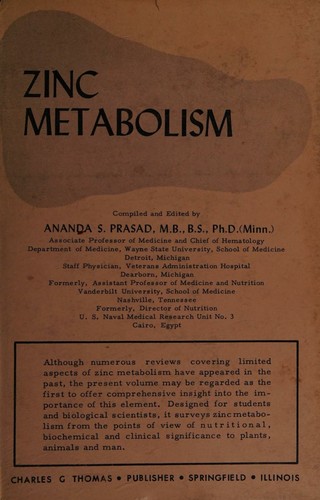 ZINC
METABOLISM
Compiled and Edited by
ANANDA S. PRASAD, M.B., B.S., Ph.D.(Minn.)
Associate Professor of Medicine and Chief of Hematology
Department of Medicine, Wayne State University, School of Medicine
Detroit, Michigan
Staff Physician, Veterans Administration Hospital
Dearborn, Michigan
Formerly, Assistant Professor of Medicine and Nutrition
Vanderbilt University, School of Medicine
Nashville, Tennessee
Formerly, Director of Nutrition
U. S. Naval Medical Research Unit No. 3
Cairo, Egypt
Although numerous reviews covering limited
aspects of zinc metabolism have appeared in the
past, the present volume may be regarded as the
first to offer comprehensive insight into the im-
portance of this element. Designed for students
and biological scientists, it surveys zinc metabo-
lism from the points of view of nutritional,
biochemical and clinical significance to plants,
animals and man.
CHARLES C THOMAS • PUBLISHER • SPRINGFIELD • ILLINOIS